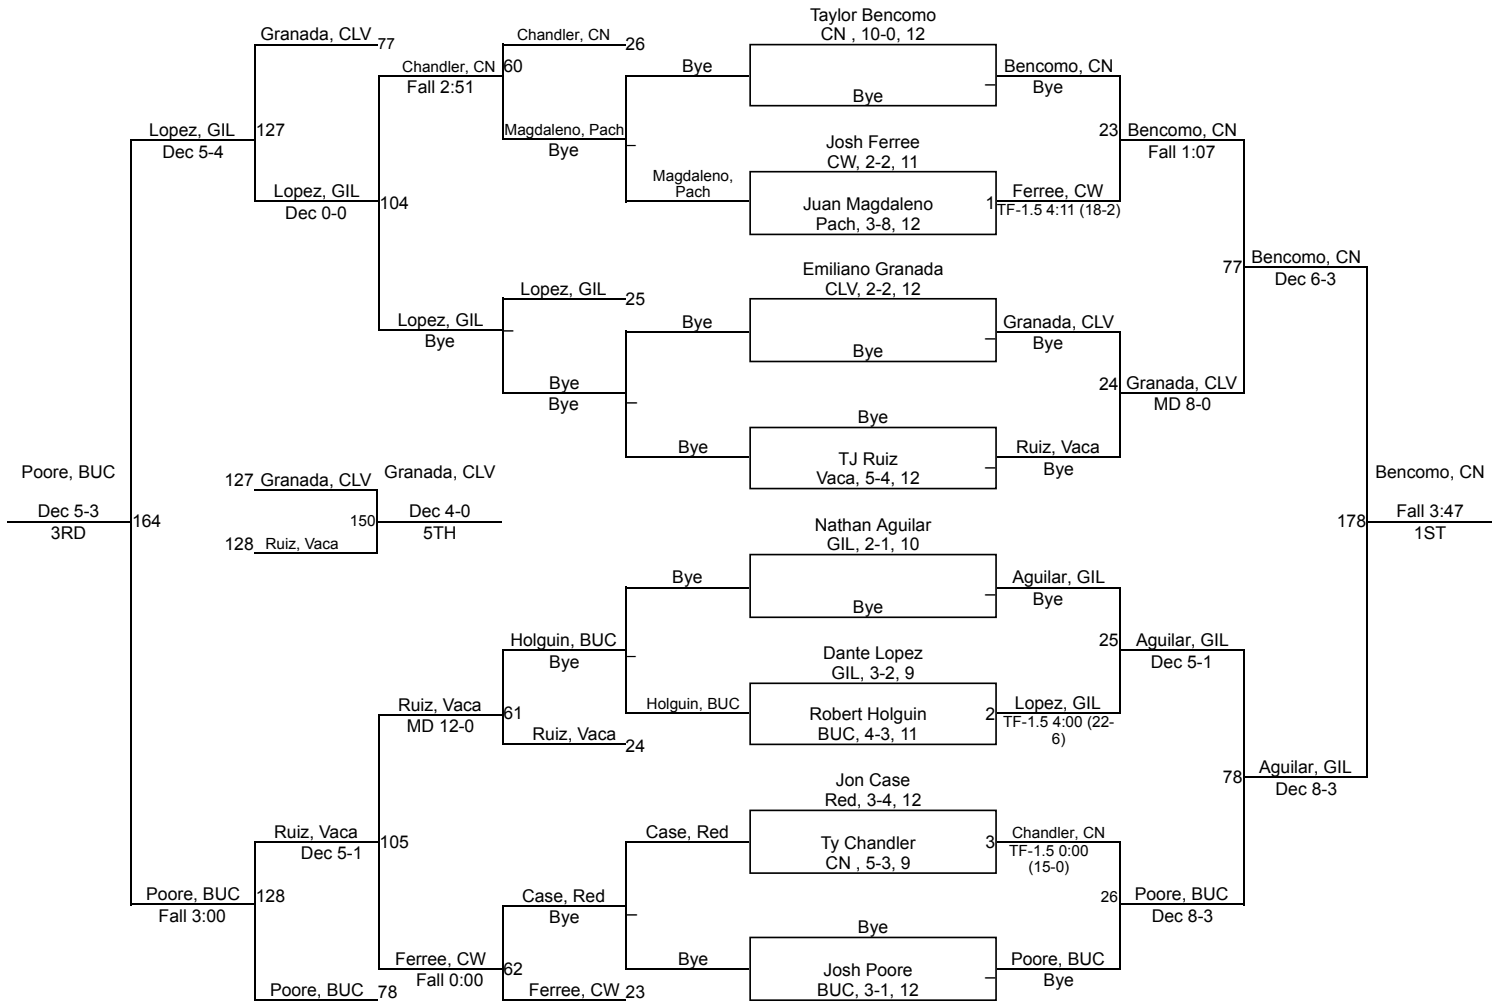 Taylor Bencomo
CN , 10-0, 12
Bye
Josh Ferree
CW, 2-2, 11
Juan Magdaleno
Pach, 3-8, 12
1
Emiliano Granada
CLV, 2-2, 12
Bye
Bye
TJ Ruiz
Vaca, 5-4, 12
Nathan Aguilar
GIL, 2-1, 10
Bye
Dante Lopez
GIL, 3-2, 9
Robert Holguin
BUC, 4-3, 11
2
Jon Case
Red, 3-4, 12
Ty Chandler
CN , 5-3, 9
3
Bye
Josh Poore
BUC, 3-1, 12
Bencomo, CN
Bye
23
Ferree, CW
TF-1.5 4:11 (18-2)
Granada, CLV
Bye
24
Ruiz, Vaca
Bye
Aguilar, GIL
Bye
25
Lopez, GIL
TF-1.5 4:00 (22-
6)
Chandler, CN
TF-1.5 0:00
(15-0)
26
Poore, BUC
Bye
Bencomo, CN
Fall 1:07
77
Granada, CLV
MD 8-0
Aguilar, GIL
Dec 5-1
78
Poore, BUC
Dec 8-3
Bencomo, CN
Dec 6-3
178
Aguilar, GIL
Dec 8-3
Bencomo, CN
Fall 3:47
1ST
Bye
Magdaleno,
Pach
Bye
Bye
Bye
Holguin, BUC
Case, Red
Bye
Chandler, CN
26
Magdaleno, Pach
Bye
Lopez, GIL
25
Bye
Bye
Holguin, BUC
Bye
Ruiz, Vaca
24
Case, Red
Bye
Ferree, CW
23
Chandler, CN
60
Fall 2:51
Lopez, GIL
Bye
Ruiz, Vaca
61
MD 12-0
Ferree, CW
62
Fall 0:00
Granada, CLV
77
Lopez, GIL
104
Dec 0-0
Ruiz, Vaca
105
Dec 5-1
Poore, BUC
78
Lopez, GIL
127
Dec 5-4
Poore, BUC
128
Fall 3:00
Poore, BUC
Dec 5-3
164
3RD
127
Granada, CLV
128
Ruiz, Vaca
150
Granada, CLV
Dec 4-0
5TH